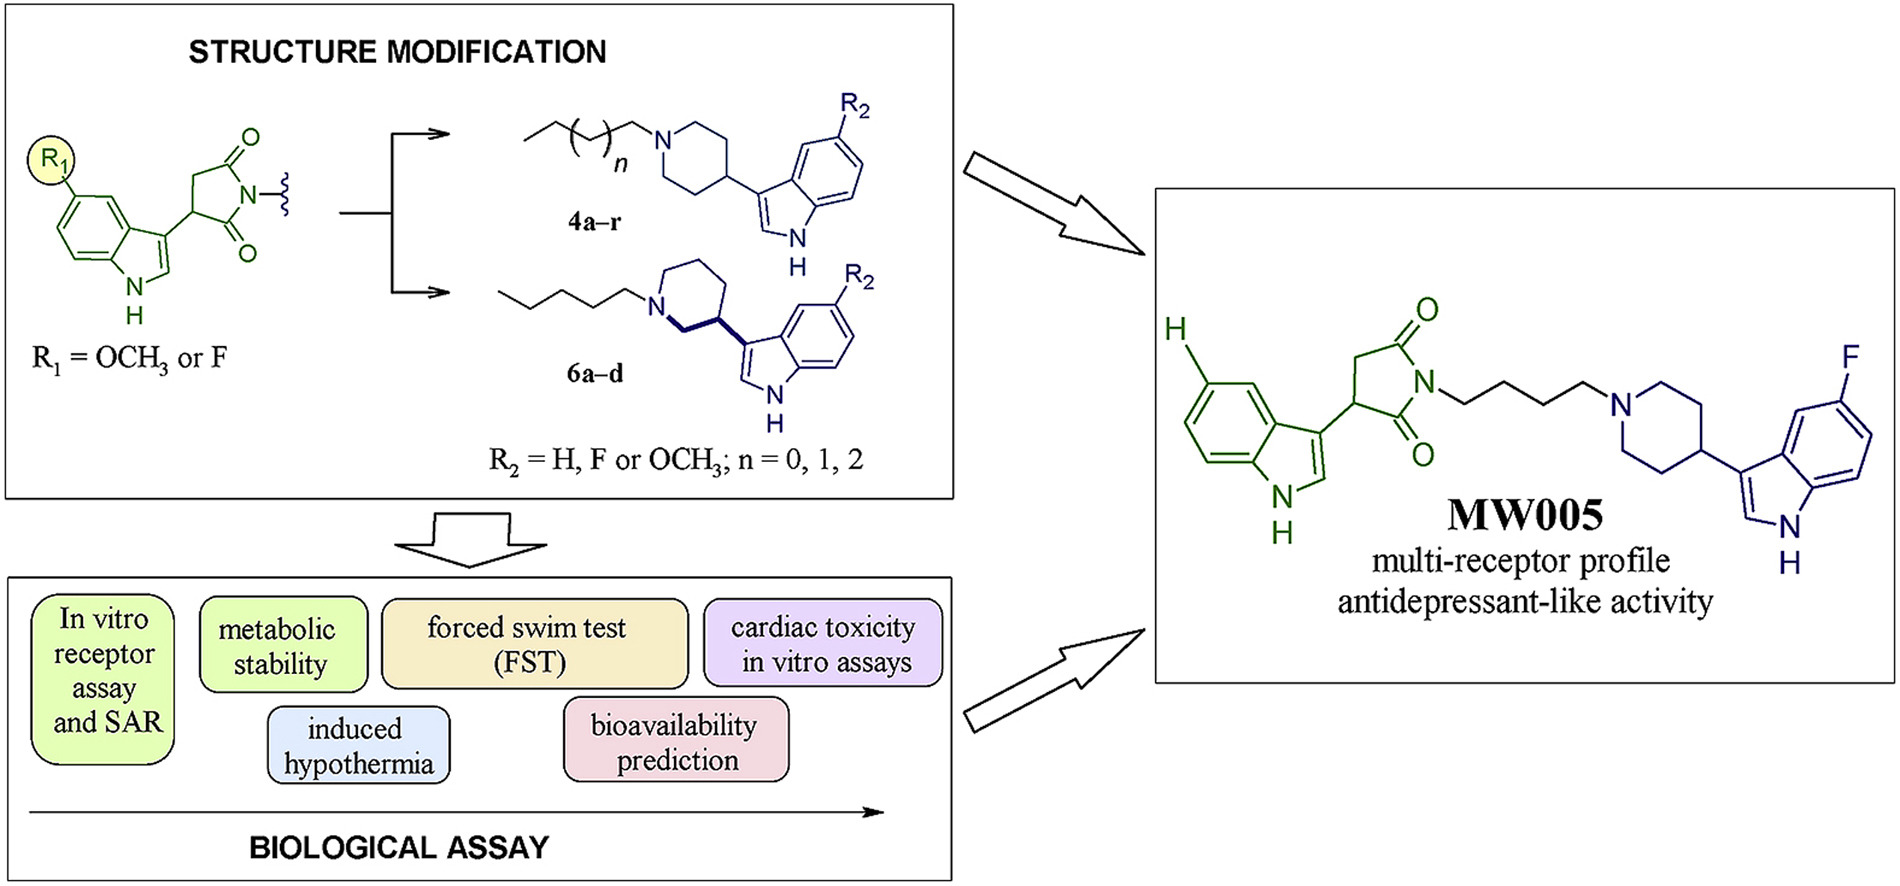 STRUCTURE MODIFICATION
R1
O
N
O
N
H
R1 = OCH3 or F
N
n
R2
N
H
4a–r
N
R2
N
H
6a–d
R2 = H, F or OCH3; n = 0, 1, 2
In vitro
receptor
assay
and SAR
metabolic
stability
forced swim test
(FST)
cardiac toxicity
in vitro assays
induced
hypothermia
bioavailability
prediction
BIOLOGICAL ASSAY
H
O
N
O
N
H
N
F
N
H
MW005
multi-receptor profile
antidepressant-like activity